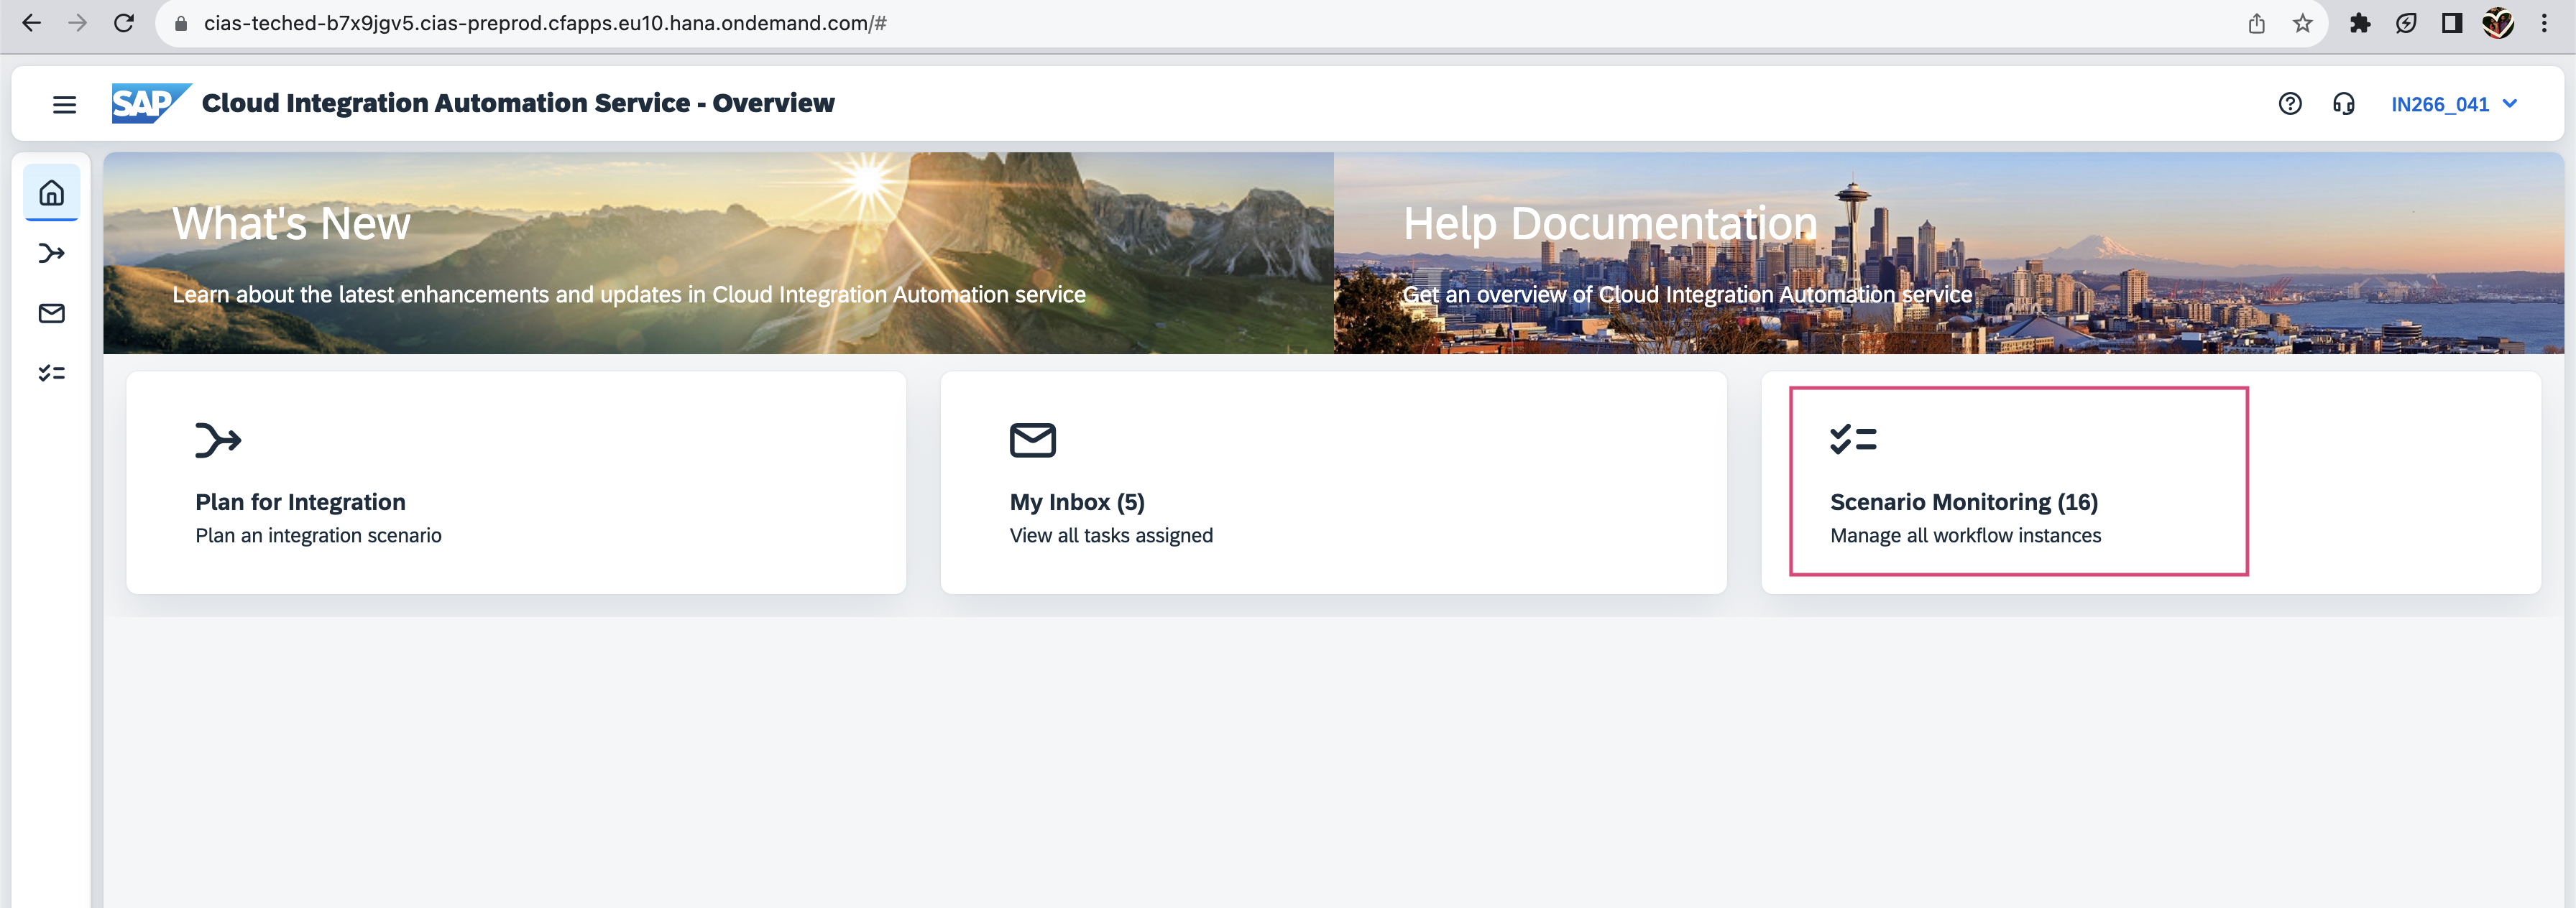 cias-teched-b7x9jgv5.cias-preprod.cfapps.eu10.hana.ondemand.com/#
SAP Cloud Integration Automation Service - Overview
IN266_041
What's New
Learn about the latest enhancements and updates in Cloud Integration Automation service
Help Documentation
Get an overview of Cloud Integration Automation service
Plan for Integration
Plan an integration scenario
My Inbox (5)
View all tasks assigned
Scenario Monitoring (16)
Manage all workflow instances